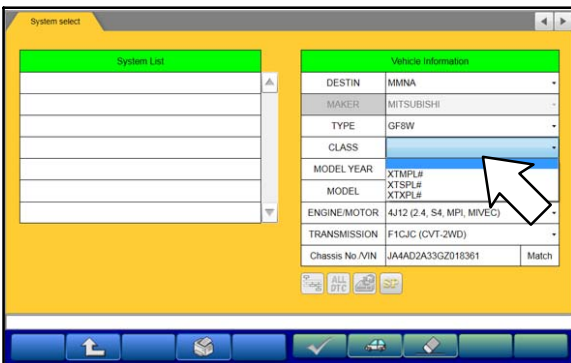 System select
System List
Vehicle Information
DESTIN MMNA
MAKER MITSUBISHI
TYPE GF8W
CLASS
MODEL YEAR
XTMPL#
XTSPL#
MODEL
XTXPL#
ENGINE/MOTOR 4J12 (2.4, S4, MPI, MIVEC)
TRANSMISSION F1CJC (CVT-2WD)
Chassis No./VIN JA4AD2A33GZ018361 Match
ALL
DTC